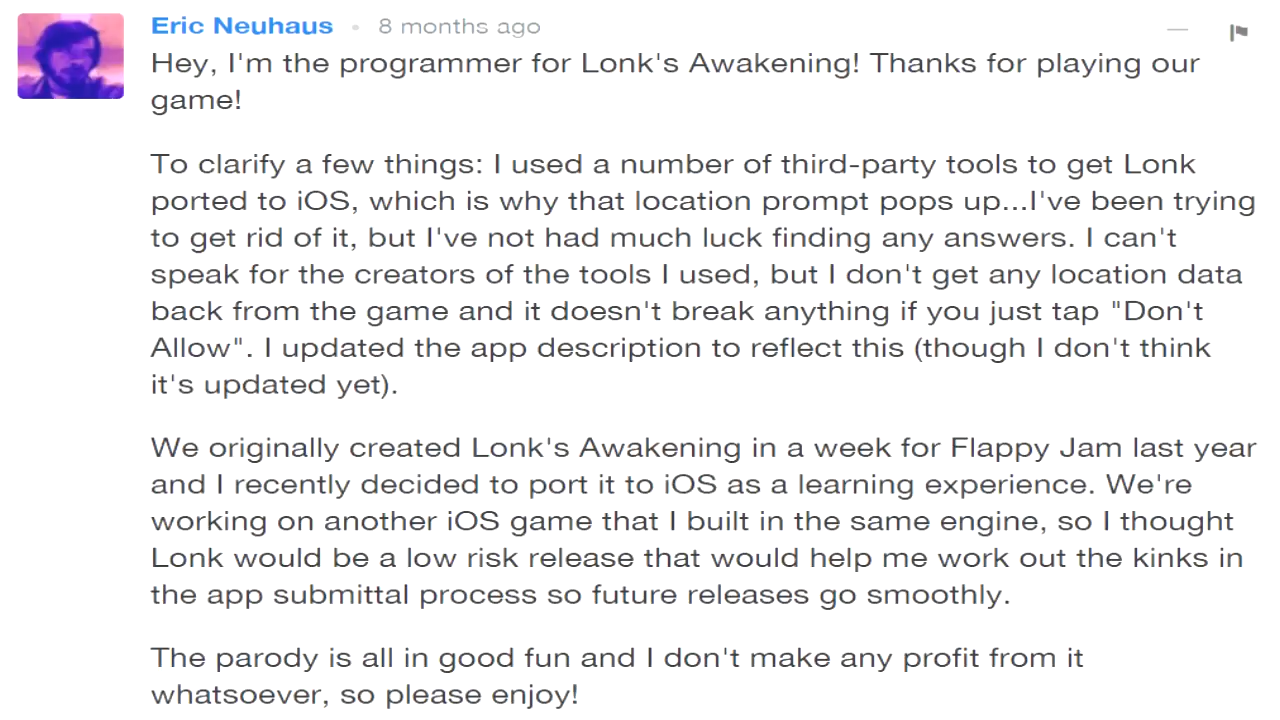 Eric Neuhaus • 8 months ago
Hey, I'm the programmer for Lonk's Awakening! Thanks for playing our
game!
To clarify a few things: I used a number of third-party tools to get Lonk
ported to iOS, which is why that location prompt pops up...I've been trying
to get rid of it, but I've not had much luck finding any answers. I can't
speak for the creators of the tools I used, but I don't get any location data
back from the game and it doesn't break anything if you just tap "Don't
Allow". I updated the app description to reflect this (though I don't think
it's updated yet).
We originally created Lonk's Awakening in a week for Flappy Jam last year
and I recently decided to port it to iOS as a learning experience. We're
working on another iOS game that I built in the same engine, so I thought
Lonk would be a low risk release that would help me work out the kinks in
the app submittal process so future releases go smoothly.
The parody is all in good fun and I don't make any profit from it
whatsoever, so please enjoy!